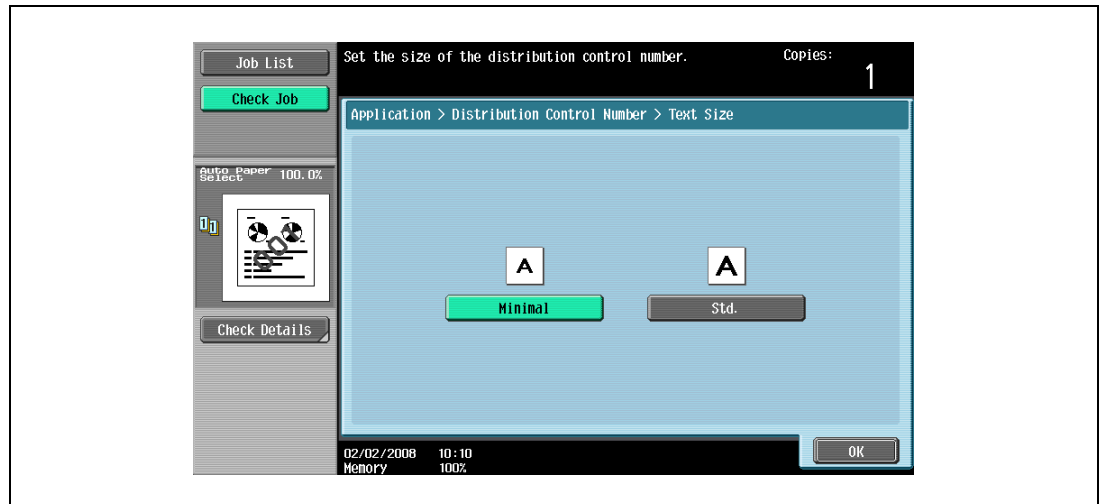 Job List
Check Job
Set the size of the distribution control number.
Copies:
1
Application > Distribution Control Number > Text Size
Auto Paper
Select
100.0%
A
A
Minimal
Std.
Check Details
02/02/2008 10:10
Memory 100%
OK